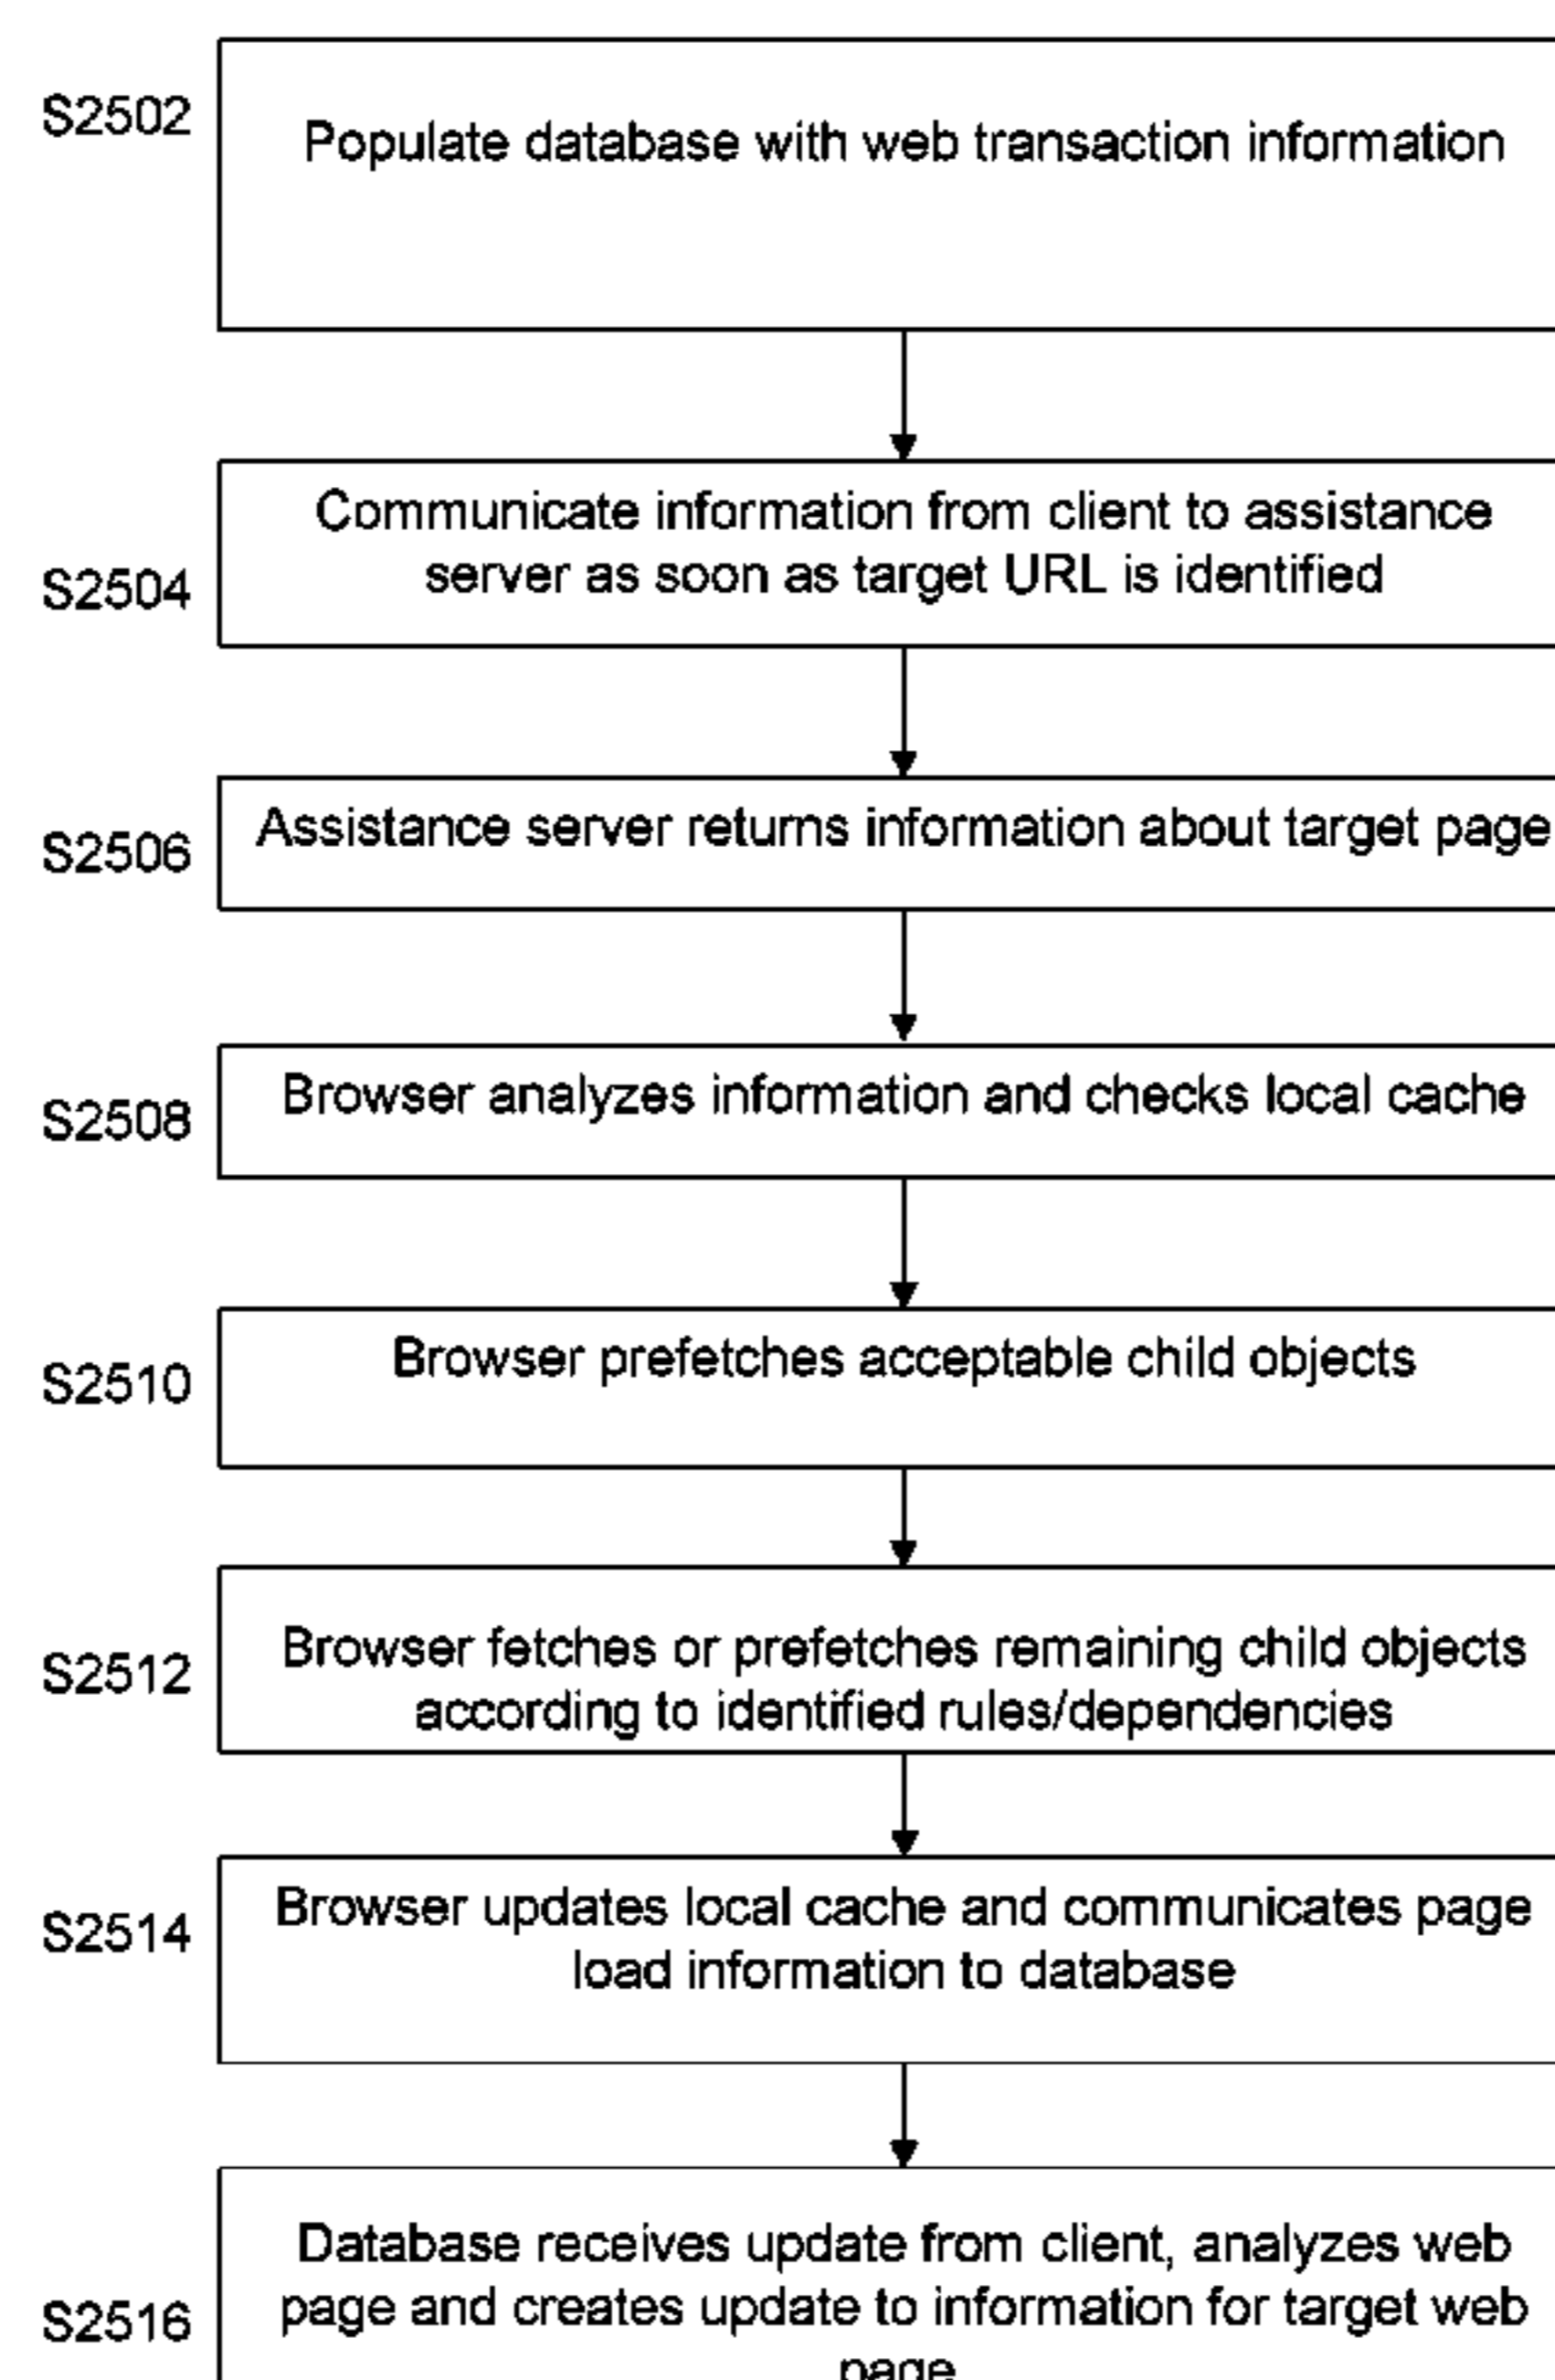 S2502
Populate database with web transaction information
Communicate information from client to assistance
server as soon as target URL is identified
S2504
Assistance server returns information about target page
S2506
Browser analyzes information and checks local cache
S2508
Browser prefetches acceptable child objects
S2510
Browser fetches or prefetches remaining child objects
S2512
according to identified rules/dependencies
Browser updates local cache and communicates page
S2514
load information to database
Database receives update from client, analyzes web
S2516
page and creates update to information for target web
page